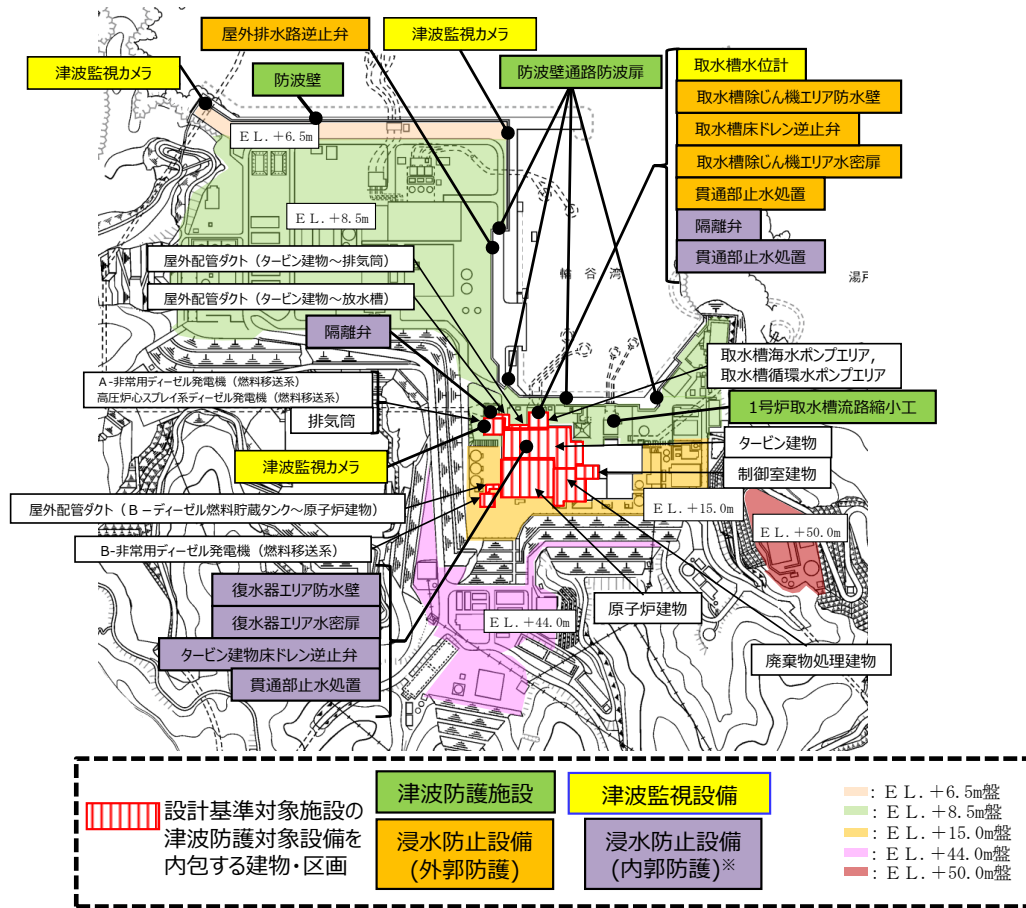 屋外排水路逆止弁
津波監視カメラ
津波監視カメラ
防波壁
防波壁通路防波扉
取水槽水位計
取水槽除じん機エリア防水壁
取水槽床ドレン逆止弁
取水槽除じん機エリア水密扉
貫通部止水処置
隔離弁
貫通部止水処置
ＥＬ.+6.5m
ＥＬ.+8.5m
輪谷湾
屋外配管ダクト（タービン建物～排気筒）
屋外配管ダクト（タービン建物～放水槽）
隔離弁
取水槽海水ポンプエリア，
取水槽循環水ポンプエリア
A-非常用ディーゼル発電機（燃料移送系）
高圧炉心スプレイ系ディーゼル発電機（燃料移送系）
排気筒
1号炉取水槽流路縮小工
タービン建物
津波監視カメラ
制御室建物
屋外配管ダクト（Ｂ－ディーゼル燃料貯蔵タンク～原子炉建物）
ＥＬ.+15.0m
ＥＬ.+50.0m
B-非常用ディーゼル発電機（燃料移送系）
復水器エリア防水壁
復水器エリア水密扉
タービン建物床ドレン逆止弁
貫通部止水処置
原子炉建物
ＥＬ.+44.0m
廃棄物処理建物
設計基準対象施設の
津波防護対象設備を
内包する建物・区画
津波防護施設
津波監視設備
浸水防止設備
(外郭防護)
浸水防止設備
(内郭防護)※
：ＥＬ.+6.5m盤
：ＥＬ.+8.5m盤
：ＥＬ.+15.0m盤
：ＥＬ.+44.0m盤
：ＥＬ.+50.0m盤